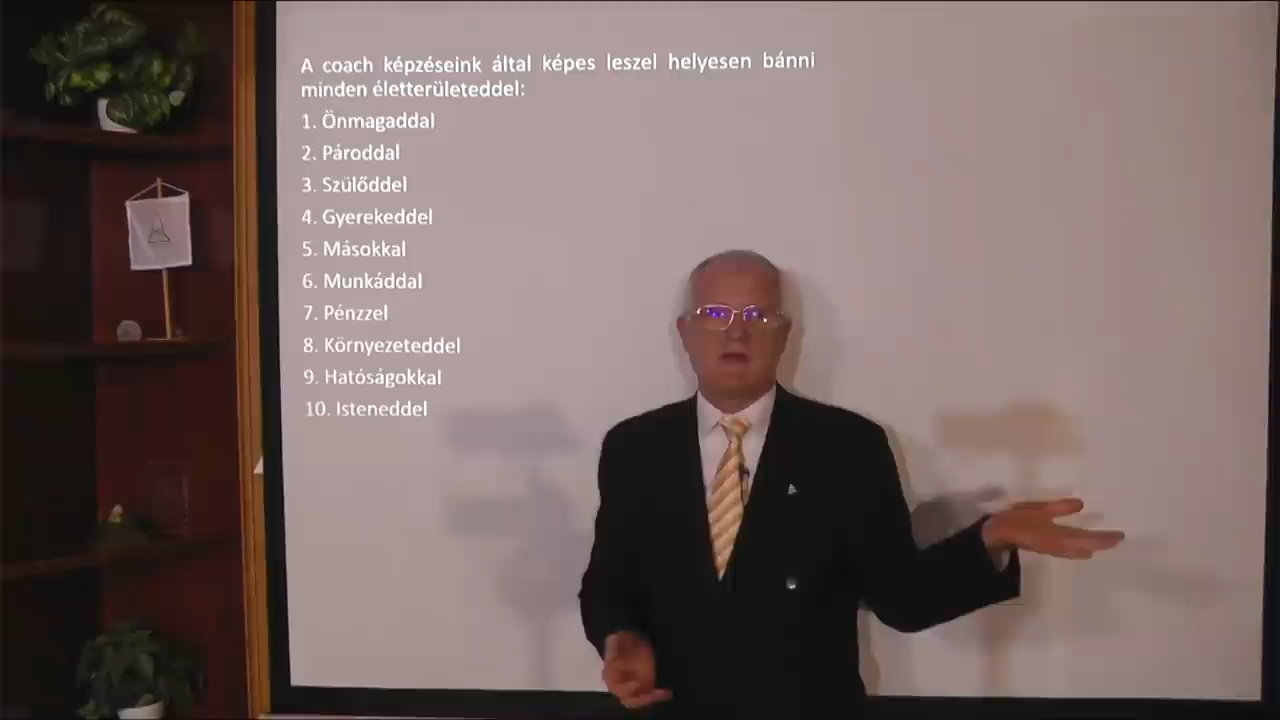 A coach képzéseink által képes leszel helyesen bánni
minden életterületeddel:
1. Önmagaddal
2. Pároddal
3. Szülőddel
4. Gyerekeddel
5. Másokkal
6. Munkáddal
7. Pénzzel
8. Környezeteddel
9. Hatóságokkal
10. Isteneddel